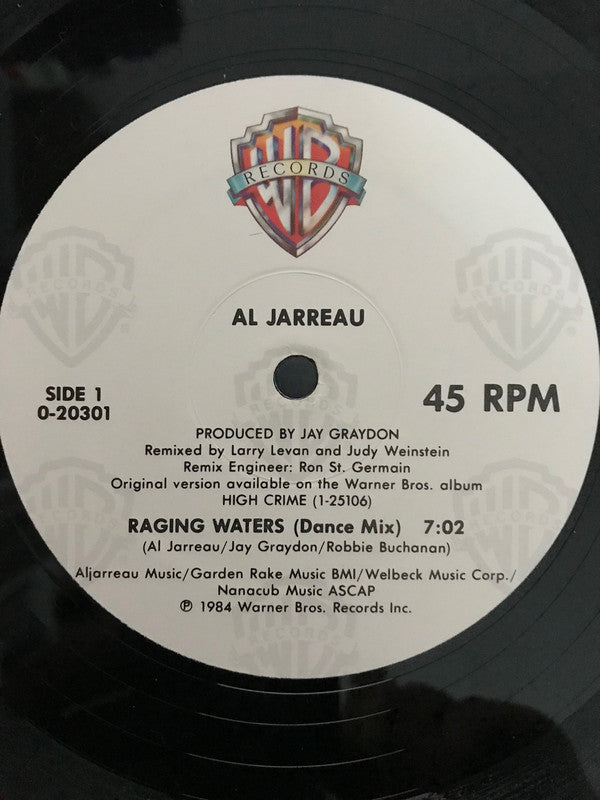 WB
RECORDS
AL JARREAU
SIDE 1
0-20301
45 RPM
PRODUCED BY JAY GRAYDON
Remixed by Larry Levan and Judy Weinstein
Remix Engineer: Ron St. Germain
Original version available on the Warner Bros. album
HIGH CRIME (1-25106)
RAGING WATERS (Dance Mix) 7:02
(Al Jarreau/Jay Graydon/Robbie Buchanan)
Aljarreau Music/Garden Rake Music BMI/Welbeck Music Corp./
Nanacub Music ASCAP
℗ 1984 Warner Bros. Records Inc.